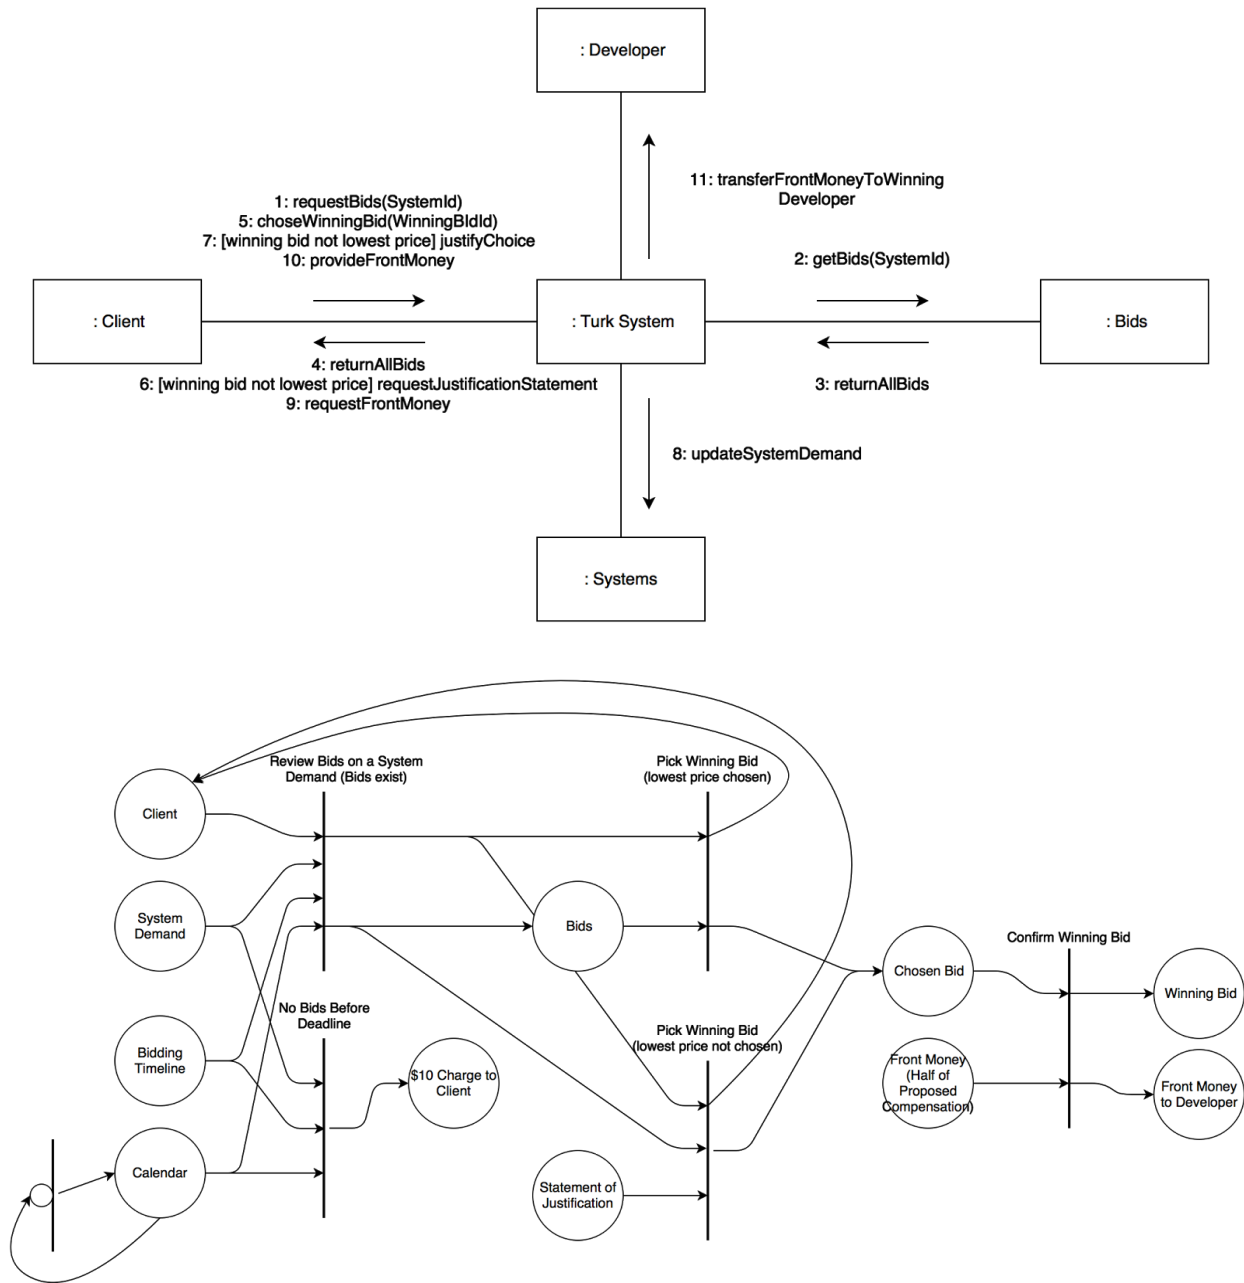 : Developer
11: transferFrontMoneyToWinning
Developer
1: requestBids(SystemId)
5: choseWinningBid(WinningBIdId)
7: [winning bid not lowest price] justifyChoice
10: provideFrontMoney
2: getBids(SystemId)
: Client
: Turk System
: Bids
4: returnAllBids
6: [winning bid not lowest price] requestJustificationStatement
9: requestFrontMoney
3: returnAllBids
8: updateSystemDemand
: Systems
Review Bids on a System
Demand (Bids exist)
Pick Winning Bid
(lowest price chosen)
Client
System
Demand
Bids
Confirm Winning Bid
Chosen Bid
Winning Bid
No Bids Before
Deadline
Pick Winning Bid
(lowest price not chosen)
Bidding
Timeline
$10 Charge to
Client
Front Money
(Half of
Proposed
Compensation)
Front Money
to Developer
Calendar
Statement of
Justification